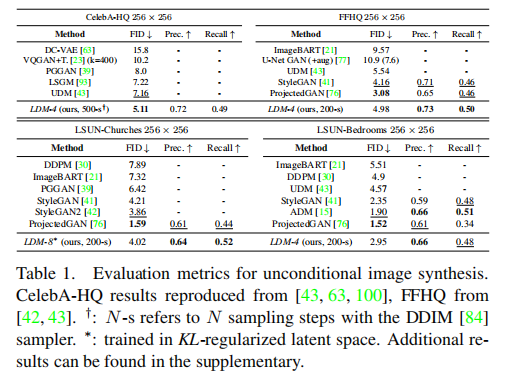 CelebA-HQ 256 × 256
Method FID ↓ Prec. ↑ Recall ↑
DC-VAE [63] 15.8 - -
VQGAN+T. [23] (k=400) 10.2 - -
PGGAN [39] 8.0 - -
LSGM [93] 7.22 - -
UDM [43] 7.16 - -
LDM-4 (ours, 500-s†) 5.11 0.72 0.49
FFHQ 256 × 256
Method FID ↓ Prec. ↑ Recall ↑
ImageBART [21] 9.57 - -
U-Net GAN (+aug) [77] 10.9 (7.6) - -
UDM [43] 5.54 - -
StyleGAN [41] 4.16 0.71 0.46
ProjectedGAN [76] 3.08 0.65 0.46
LDM-4 (ours, 200-s) 4.98 0.73 0.50
LSUN-Churches 256 × 256
Method FID ↓ Prec. ↑ Recall ↑
DDPM [30] 7.89 - -
ImageBART [21] 7.32 - -
PGGAN [39] 6.42 - -
StyleGAN [41] 4.21 - -
StyleGAN2 [42] 3.86 - -
ProjectedGAN [76] 1.59 0.61 0.44
LDM-8* (ours, 200-s) 4.02 0.64 0.52
LSUN-Bedrooms 256 × 256
Method FID ↓ Prec. ↑ Recall ↑
ImageBART [21] 5.51 - -
DDPM [30] 4.9 - -
UDM [43] 4.57 - -
StyleGAN [41] 2.35 0.59 0.48
ADM [15] 1.90 0.66 0.51
ProjectedGAN [76] 1.52 0.61 0.34
LDM-4 (ours, 200-s) 2.95 0.66 0.48
Table 1. Evaluation metrics for unconditional image synthesis.
CelebA-HQ results reproduced from [43, 63, 100], FFHQ from
[42, 43]. †: N-s refers to N sampling steps with the DDIM [84]
sampler. *: trained in KL-regularized latent space. Additional re-
sults can be found in the supplementary.